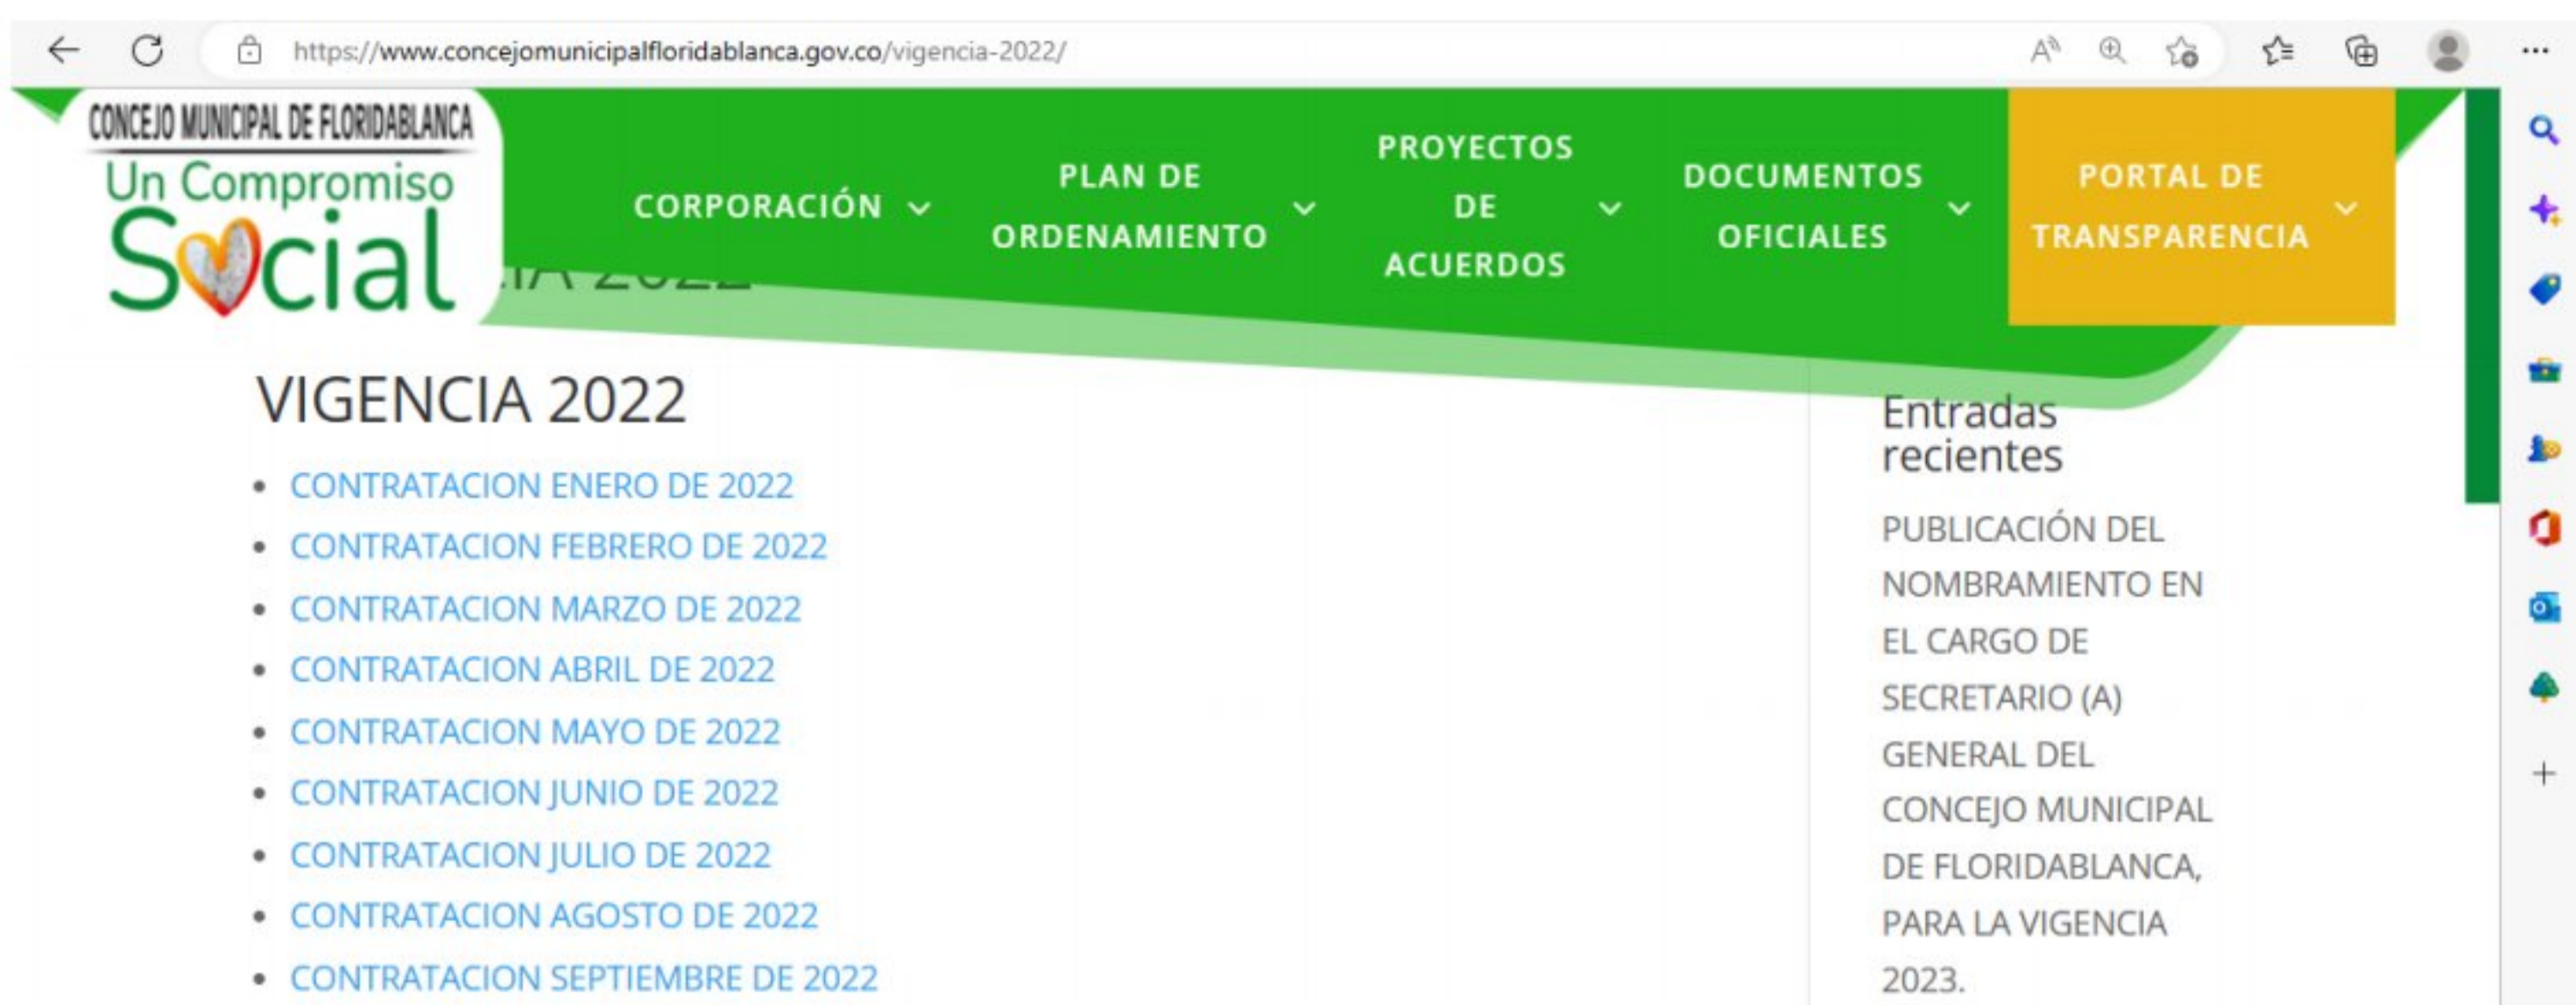 https://www.concejomunicipalfloridablanca.gov.co/vigencia-2022/
CONCEJO MUNICIPAL DE FLORIDABLANCA
Un Compromiso
Social
CORPORACIÓN
PLAN DE
ORDENAMIENTO
PROYECTOS
DE
ACUERDOS
DOCUMENTOS
OFICIALES
PORTAL DE
TRANSPARENCIA
VIGENCIA 2022
CONTRATACION ENERO DE 2022
CONTRATACION FEBRERO DE 2022
CONTRATACION MARZO DE 2022
CONTRATACION ABRIL DE 2022
CONTRATACION MAYO DE 2022
CONTRATACION JUNIO DE 2022
CONTRATACION JULIO DE 2022
CONTRATACION AGOSTO DE 2022
CONTRATACION SEPTIEMBRE DE 2022
Entradas
recientes
PUBLICACIÓN DEL
NOMBRAMIENTO EN
EL CARGO DE
SECRETARIO (A)
GENERAL DEL
CONCEJO MUNICIPAL
DE FLORIDABLANCA,
PARA LA VIGENCIA
2023.